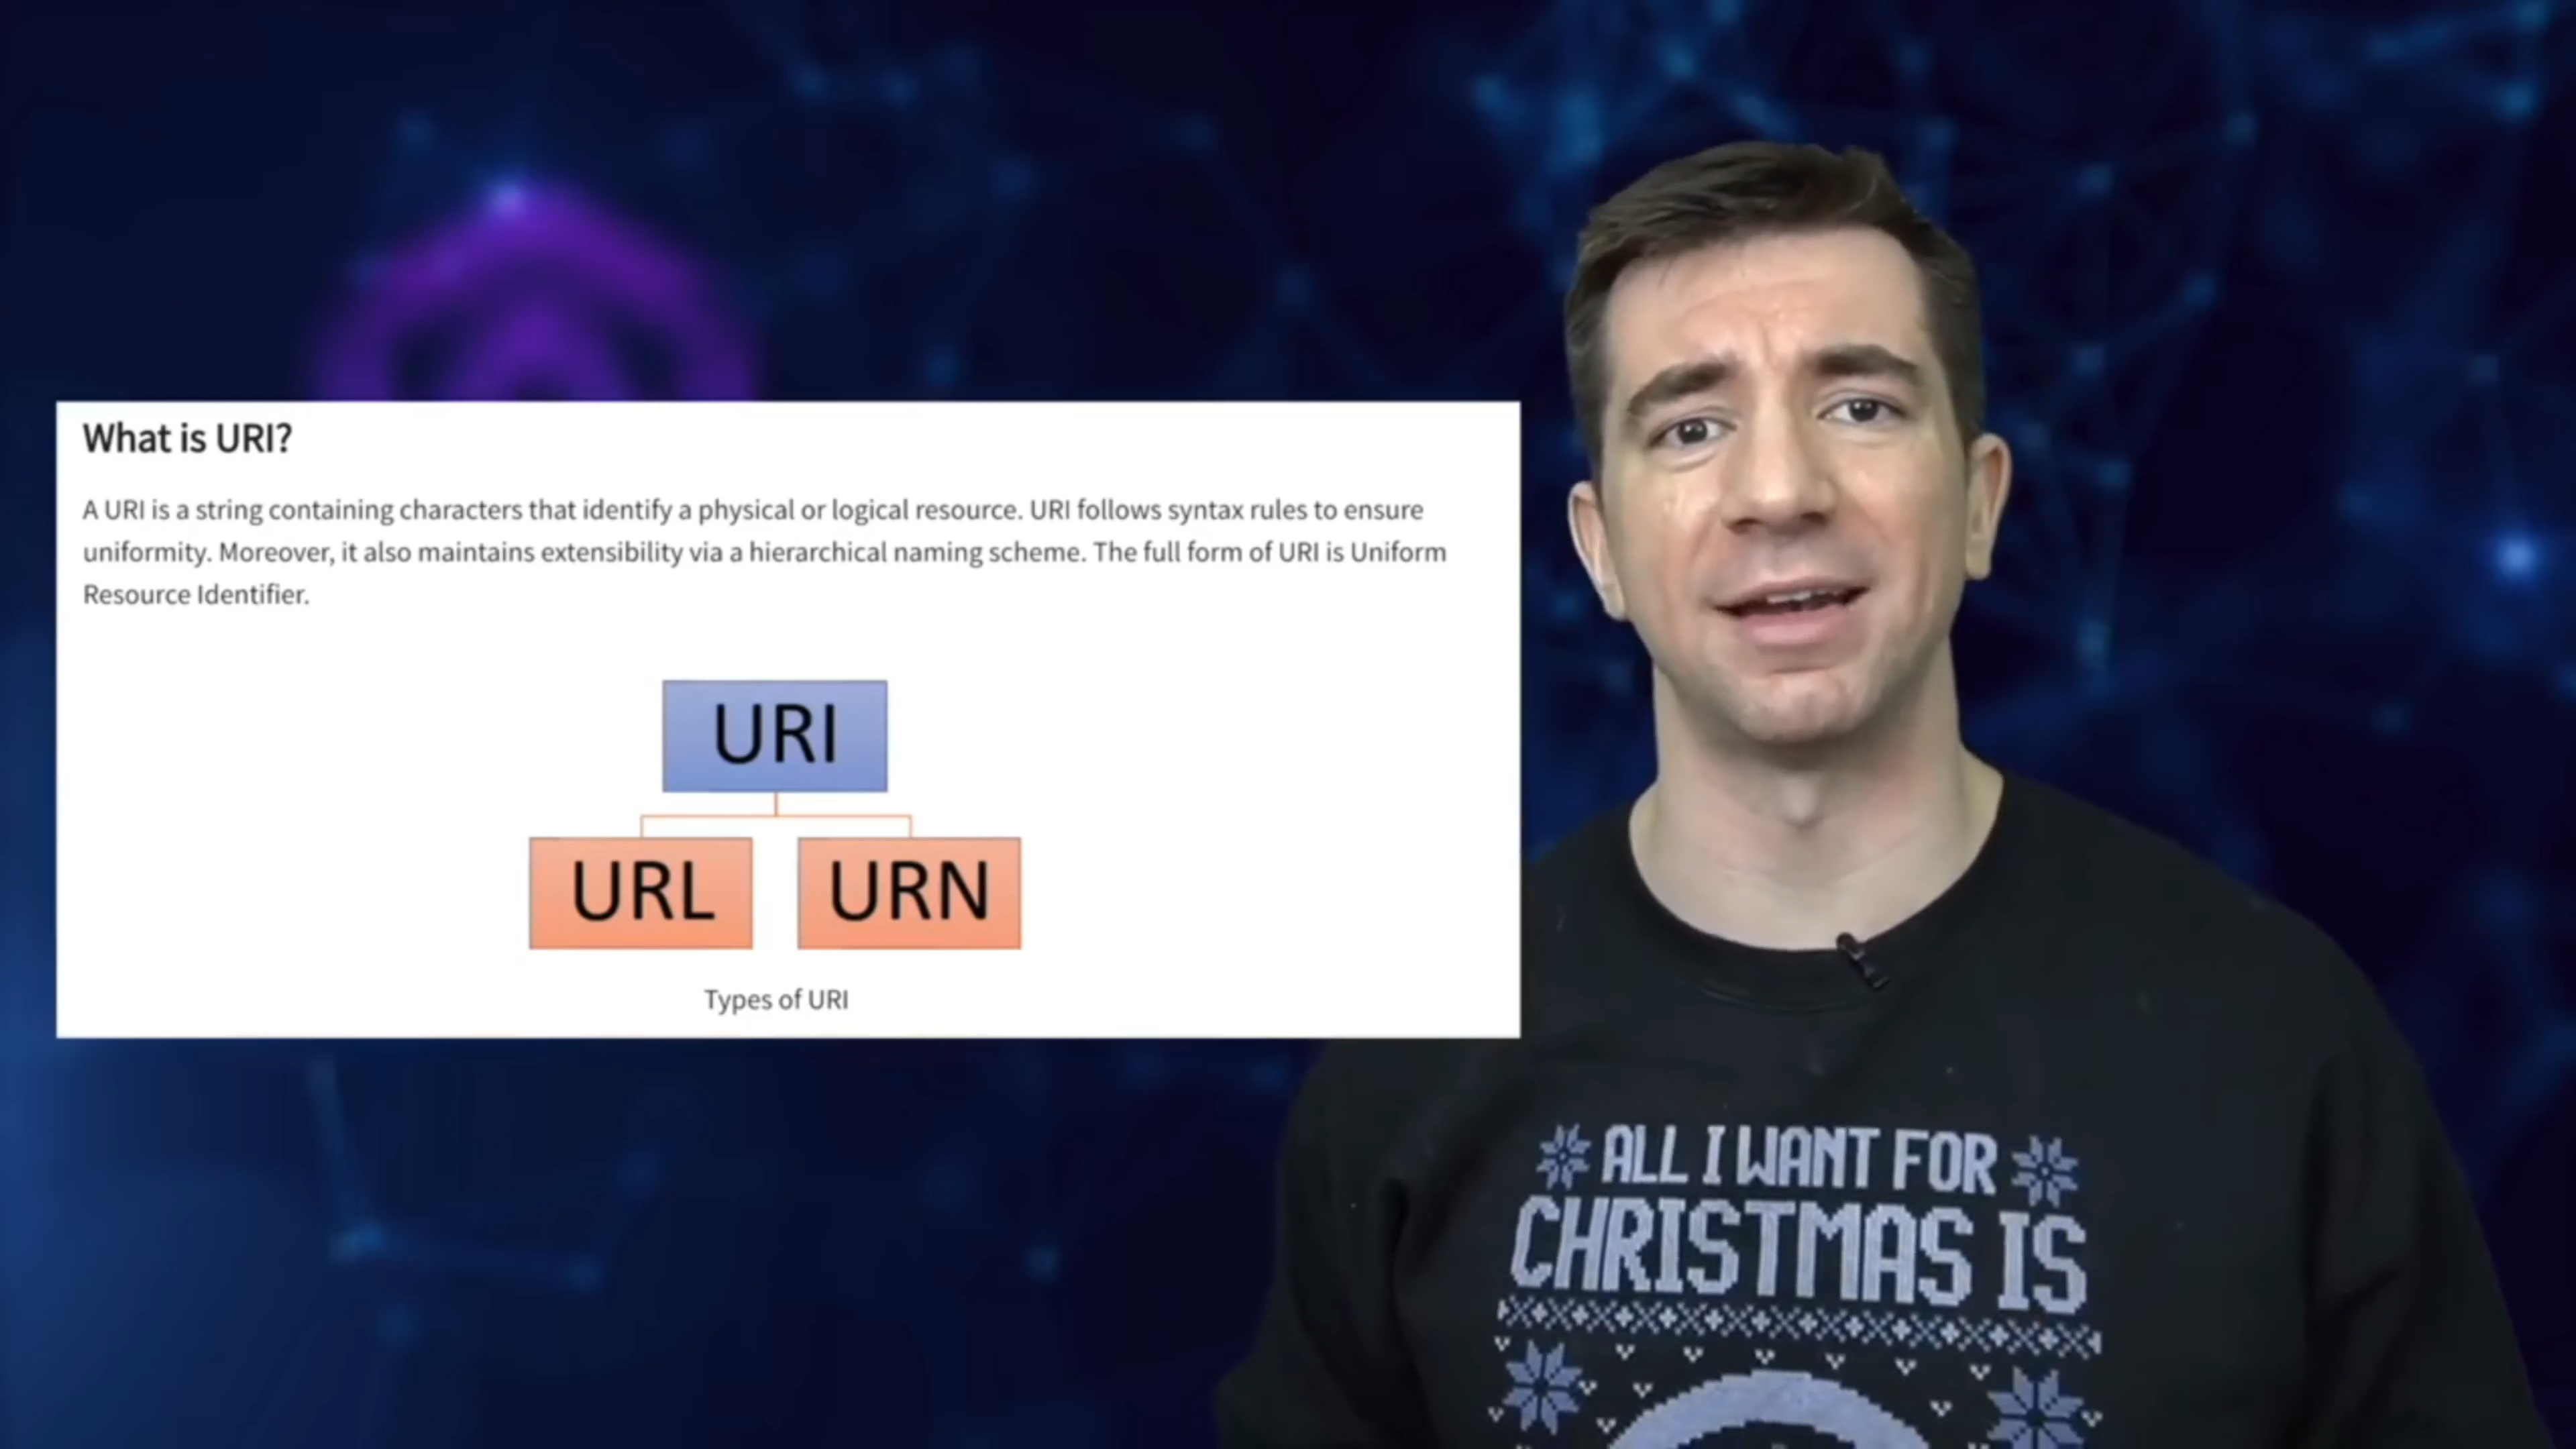 What is URI?
A URI is a string containing characters that identify a physical or logical resource. URI follows syntax rules to ensure
uniformity. Moreover, it also maintains extensibility via a hierarchical naming scheme. The full form of URI is Uniform
Resource Identifier.
URI
URL URN
Types of URI
ALL I WANT FOR
CHRISTMAS IS